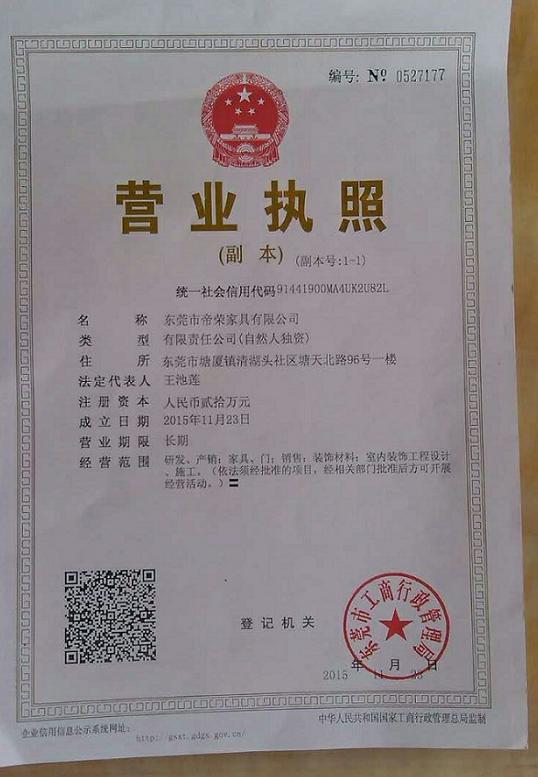 编号: № 0527177
营业执照
(副 本) (副本号:1-1)
统一社会信用代码91441900MA4UK2U82L
名 称 东莞市帝荣家具有限公司
类 型 有限责任公司(自然人独资)
住 所 东莞市塘厦镇清湖头社区塘天北路96号一楼
法定代表人 王池莲
注册资本 人民币贰拾万元
成立日期 2015年11月23日
营业期限 长期
经营范围 研发、产销：家具、门；销售：装饰材料；室内装饰工程设计
、施工。（依法须经批准的项目，经相关部门批准后方可开展
经营活动。）
登记机关
东莞市工商行政管理局
2015 年 11 月 23 日
企业信用信息公示系统网址: http://gsxt.gdgs.gov.cn/
中华人民共和国国家工商行政管理总局监制